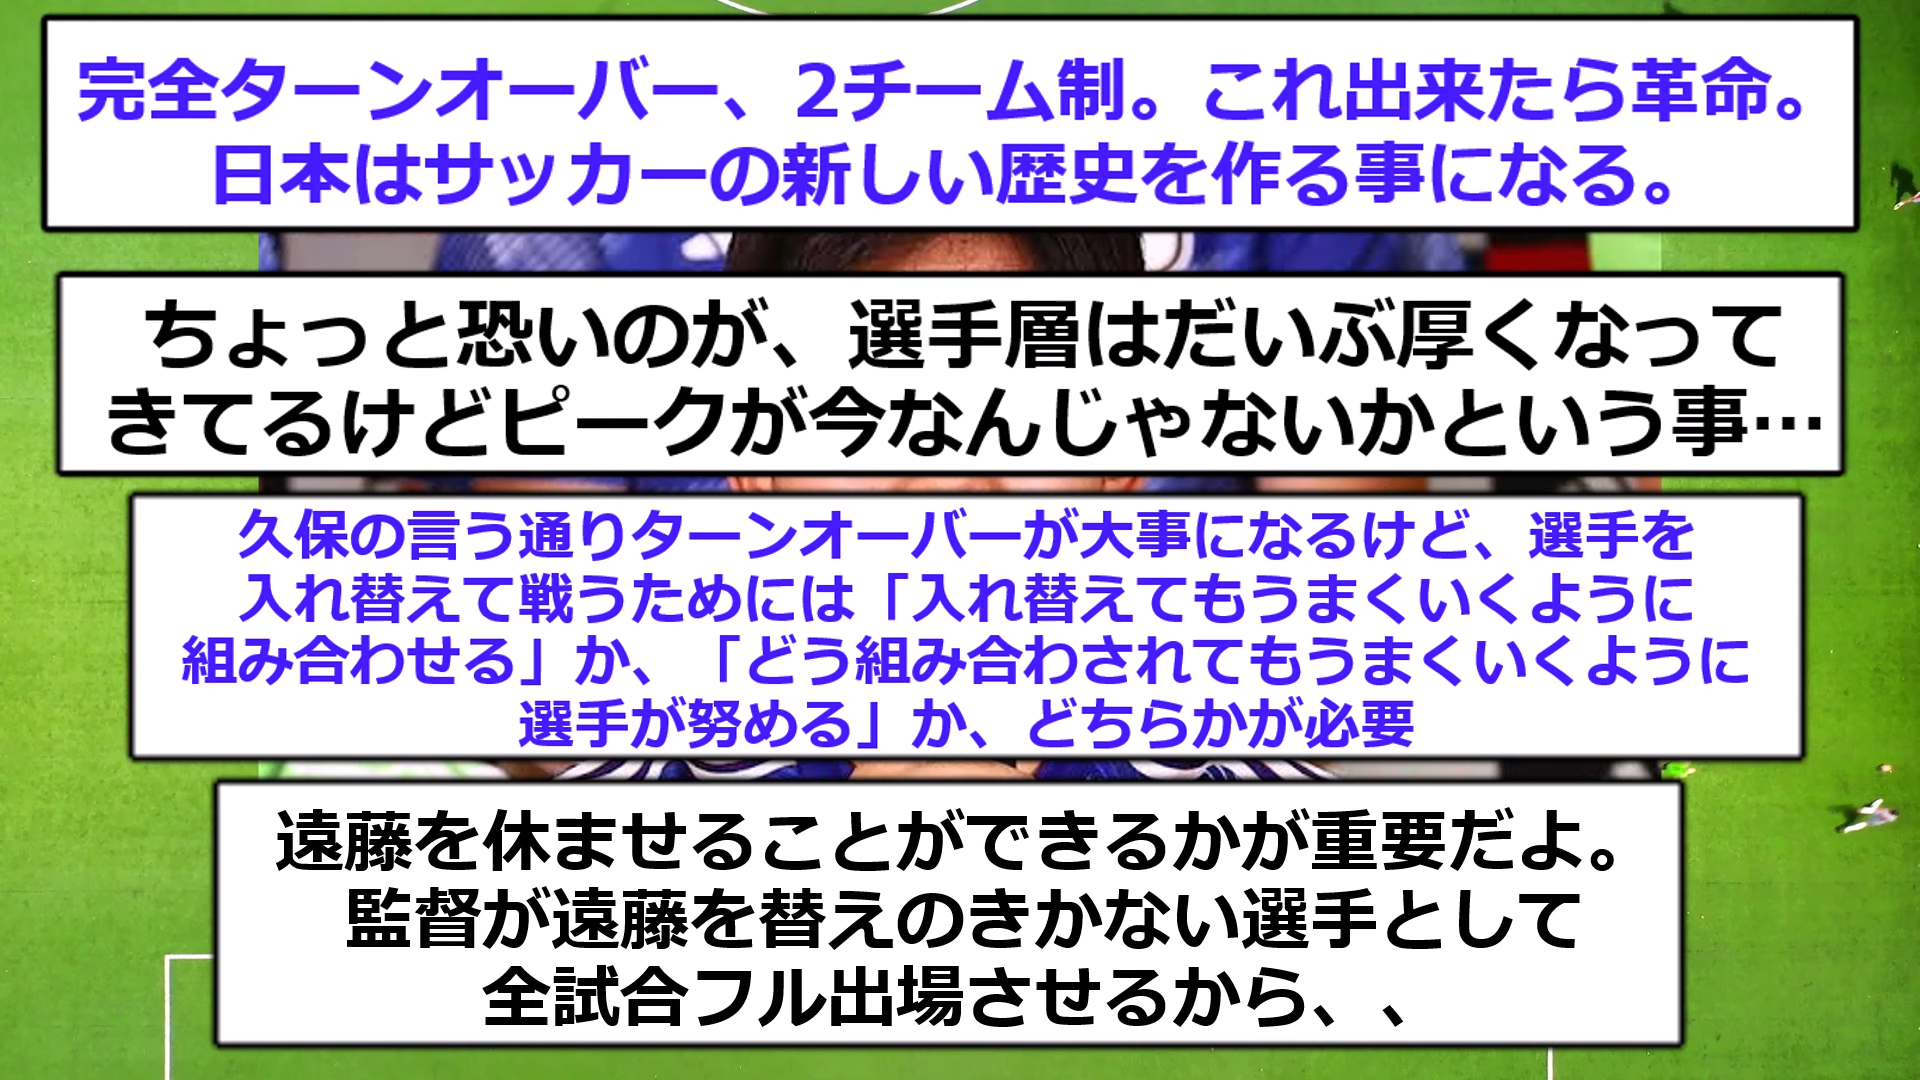 完全ターンオーバー、2チーム制。これ出来たら革命。
日本はサッカーの新しい歴史を作る事になる。
ちょっと恐いのが、選手層はだいぶ厚くなって
きてるけどピークが今なんじゃないかという事…
久保の言う通りターンオーバーが大事になるけど、選手を
入れ替えて戦うためには「入れ替えてもうまくいくように
組み合わせる」か、「どう組み合わされてもうまくいくように
選手が努める」か、どちらかが必要
遠藤を休ませることができるかが重要だよ。
監督が遠藤を替えのきかない選手として
全試合フル出場させるから、、